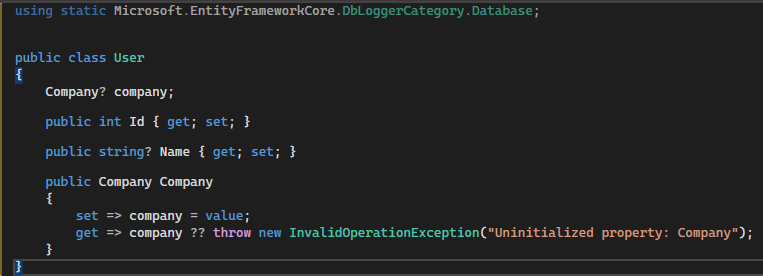 using static Microsoft.EntityFrameworkCore.DbLoggerCategory.Database;
public class User
{
Company? company;
public int Id { get; set; }
public string? Name { get; set; }
public Company Company
{
set => company = value;
get => company ?? throw new InvalidOperationException("Uninitialized property: Company");
}
}